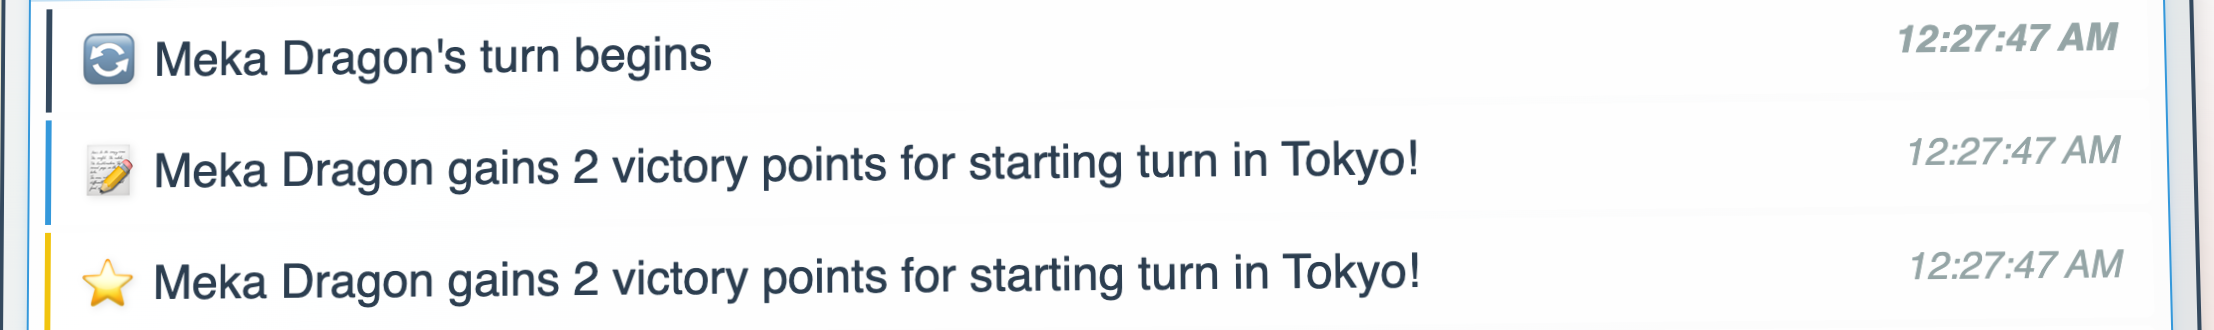 Meka Dragon's turn begins 12:27:47 AM
Meka Dragon gains 2 victory points for starting turn in Tokyo! 12:27:47 AM
Meka Dragon gains 2 victory points for starting turn in Tokyo! 12:27:47 AM